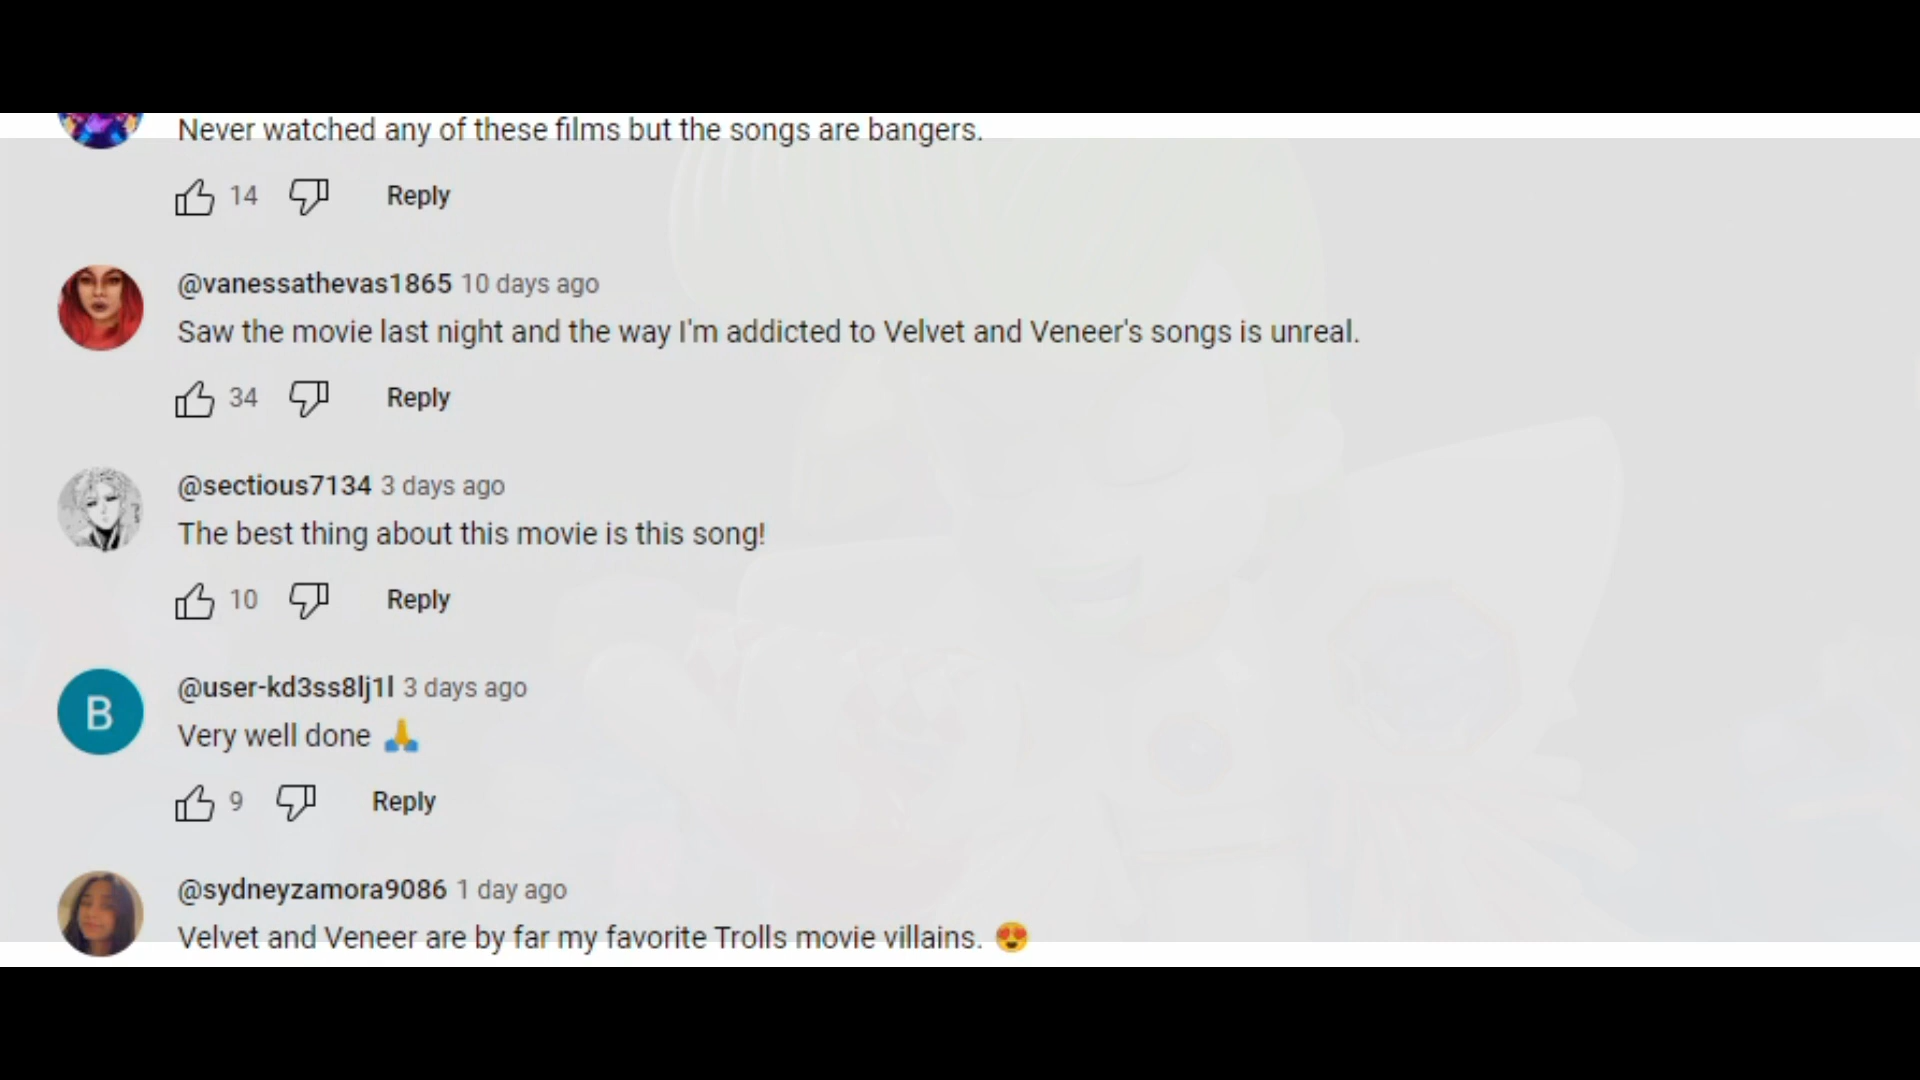 Never watched any of these films but the songs are bangers.
14 Reply
@vanessathevas1865 10 days ago
Saw the movie last night and the way I'm addicted to Velvet and Veneer's songs is unreal.
34 Reply
@sectious7134 3 days ago
The best thing about this movie is this song!
10 Reply
B
@user-kd3ss8lj1l 3 days ago
Very well done 🙏
9 Reply
@sydneyzamora9086 1 day ago
Velvet and Veneer are by far my favorite Trolls movie villains. 😍